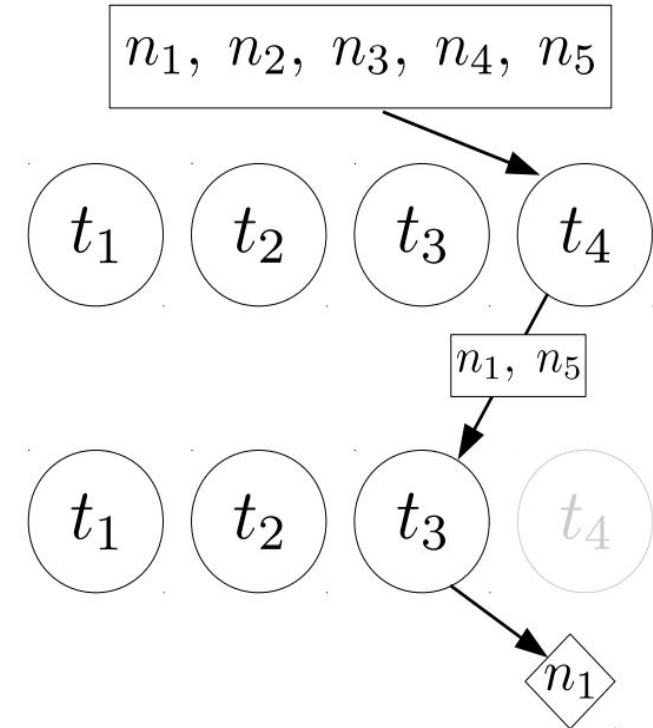 n₁, n₂, n₃, n₄, n₅
t₁ t₂ t₃ t₄
n₁, n₅
t₁ t₂ t₃ t₄
n₁